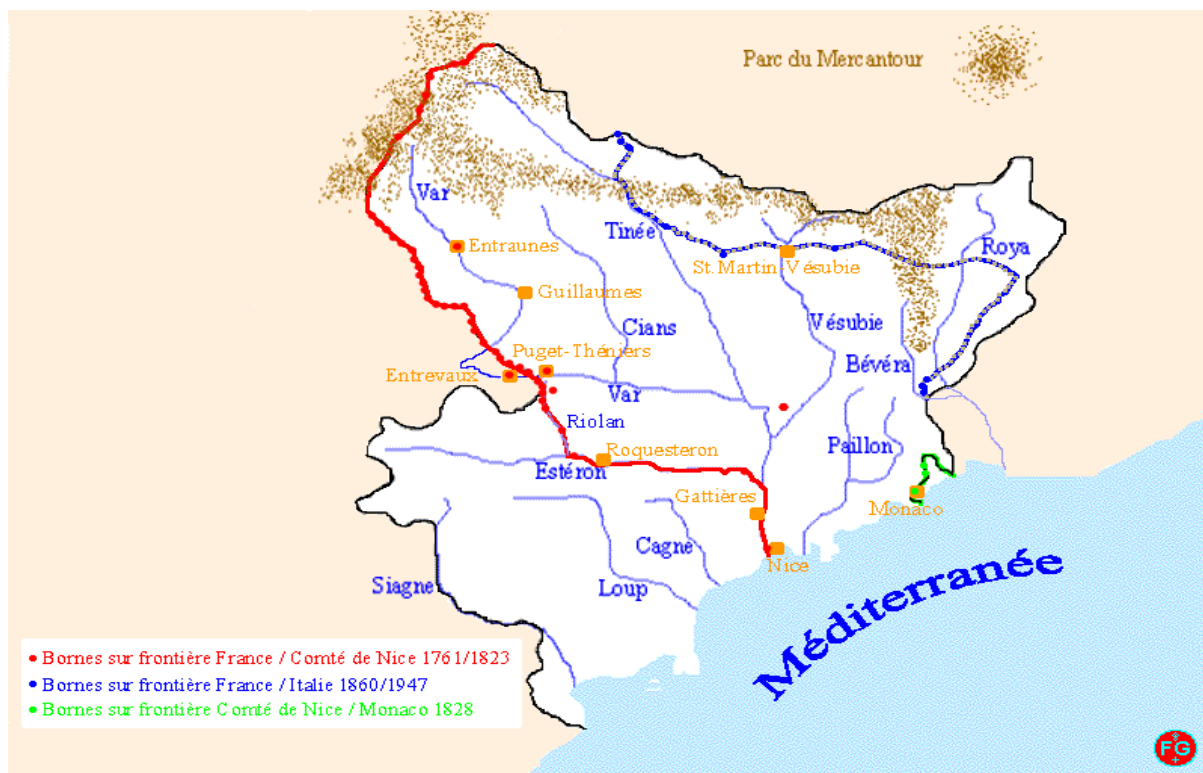 Parc du Mercantour
Var
Tinée
Entraunes
Roya
St. Martin-Vésubie
Guillaumes
Cians
Vésubie
Puget-Théniers
Bévéra
Entrevaux
Var
Riolan
Paillon
Roquesteron
Estéron
Gattières
Monaco
Cagne
Nice
Siagne
Loup
Méditerranée
Bornes sur frontière France / Comté de Nice 1761/1823
Bornes sur frontière France / Italie 1860/1947
Bornes sur frontière Comté de Nice / Monaco 1828
FG